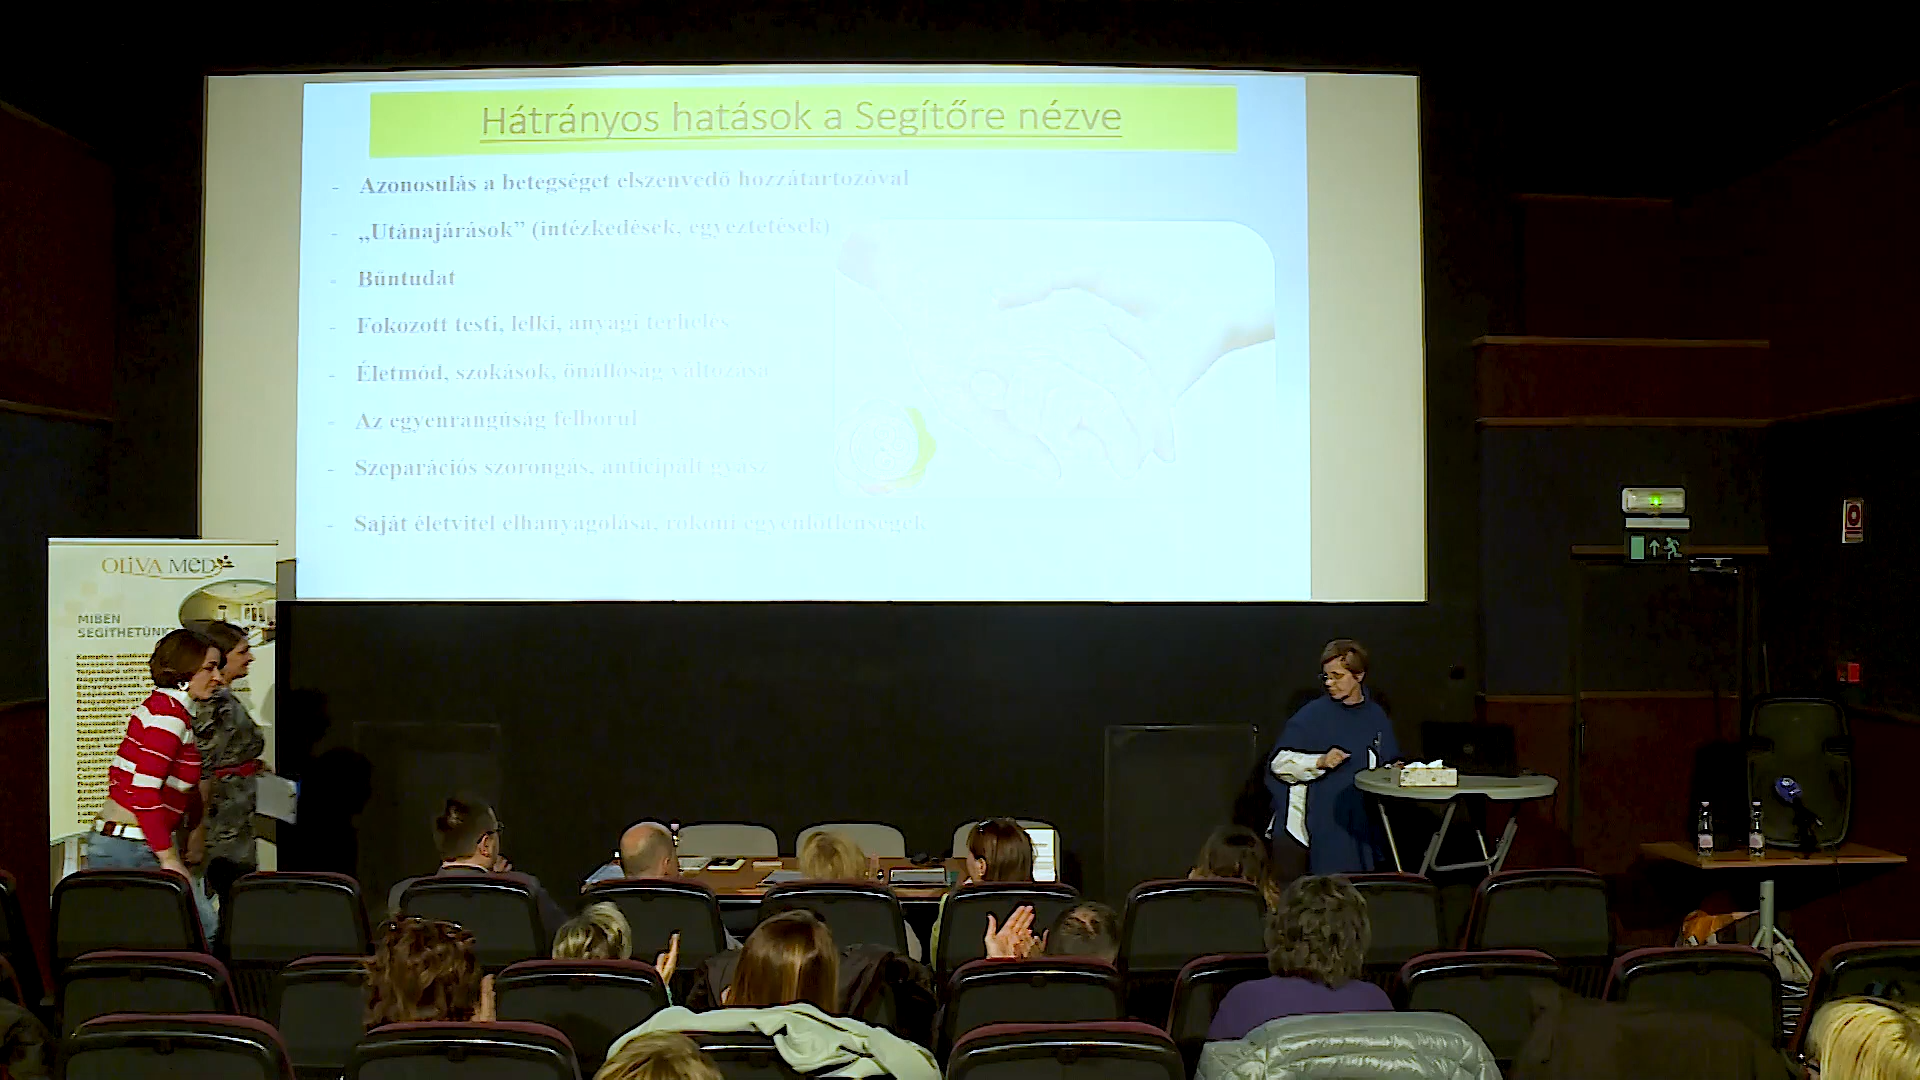 Hátrányos hatások a Segítőre nézve
- Azonosulás a betegséget elszenvedő hozzátartozóval
- „Utánajárások” (intézkedések, egyeztetések)
- Bűntudat
- Fokozott testi, lelki, anyagi terhelés
- Életmód, szokások, önállóság változása
- Az egyenrangúság felborul
- Szeparációs szorongás, anticipált gyász
- Saját életvitel elhanyagolása, rokoni egyenlőtlenségek
OLIVA MED
MIBEN
SEGÍTHETÜNK